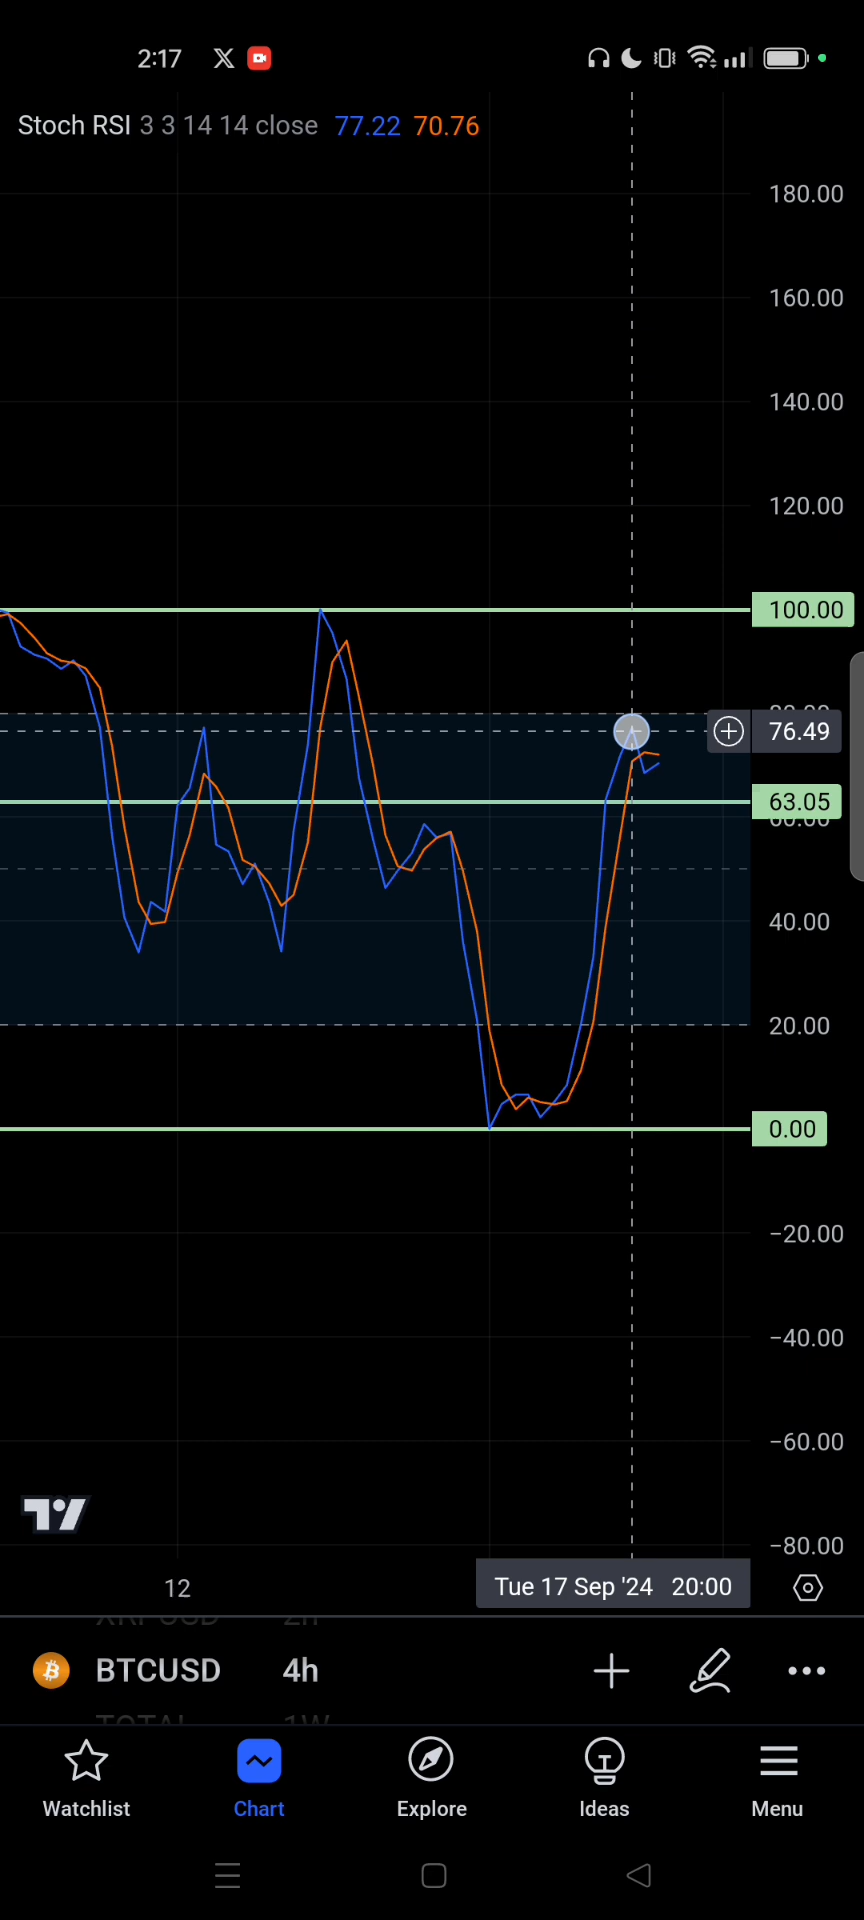 2:17
Stoch RSI 3 3 14 14 close 77.22 70.76
180.00
160.00
140.00
120.00
100.00
76.49
63.05
40.00
20.00
0.00
−20.00
−40.00
−60.00
−80.00
12
Tue 17 Sep '24 20:00
BTCUSD 4h
Watchlist
Chart
Explore
Ideas
Menu